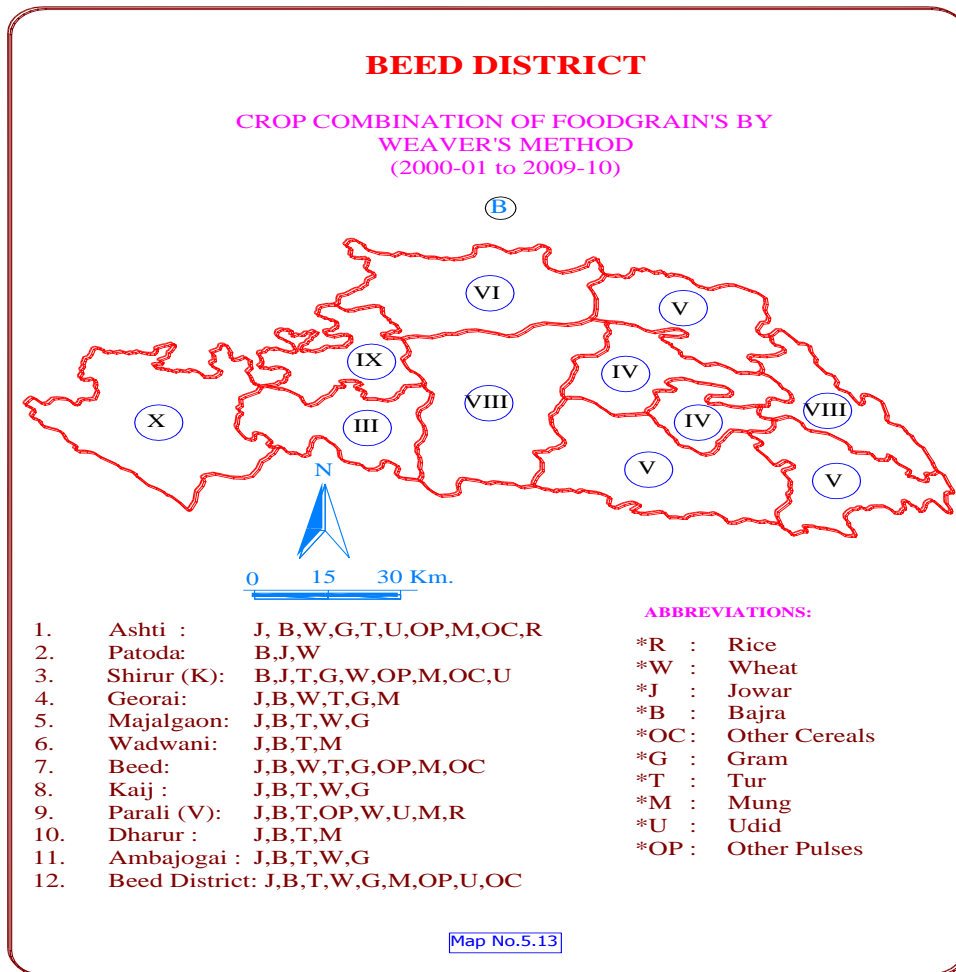 BEED DISTRICT
CROP COMBINATION OF FOODGRAIN'S BY
WEAVER'S METHOD
(2000-01 to 2009-10)
B
VI
V
IX
IV
VIII
VIII
X
III
IV
V
V
N
0 15 30 Km.
1. Ashti : J, B,W,G,T,U,OP,M,OC,R
2. Patoda: B,J,W
3. Shirur (K): B,J,T,G,W,OP,M,OC,U
4. Georai: J,B,W,T,G,M
5. Majalgaon: J,B,T,W,G
6. Wadwani: J,B,T,M
7. Beed: J,B,W,T,G,OP,M,OC
8. Kaij : J,B,T,W,G
9. Parali (V): J,B,T,OP,W,U,M,R
10. Dharur : J,B,T,M
11. Ambajogai : J,B,T,W,G
12. Beed District: J,B,T,W,G,M,OP,U,OC
ABBREVIATIONS:
*R : Rice
*W : Wheat
*J : Jowar
*B : Bajra
*OC : Other Cereals
*G : Gram
*T : Tur
*M : Mung
*U : Udid
*OP : Other Pulses
Map No.5.13